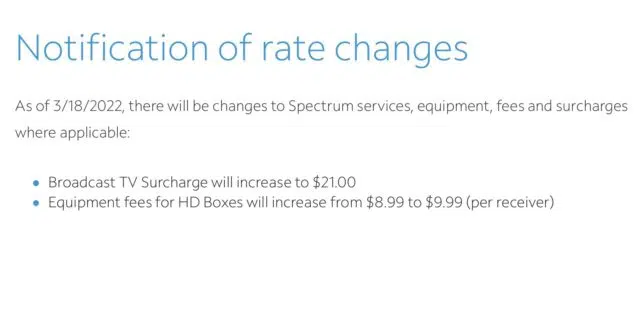 Notification of rate changes
As of 3/18/2022, there will be changes to Spectrum services, equipment, fees and surcharges
where applicable:
• Broadcast TV Surcharge will increase to $21.00
• Equipment fees for HD Boxes will increase from $8.99 to $9.99 (per receiver)